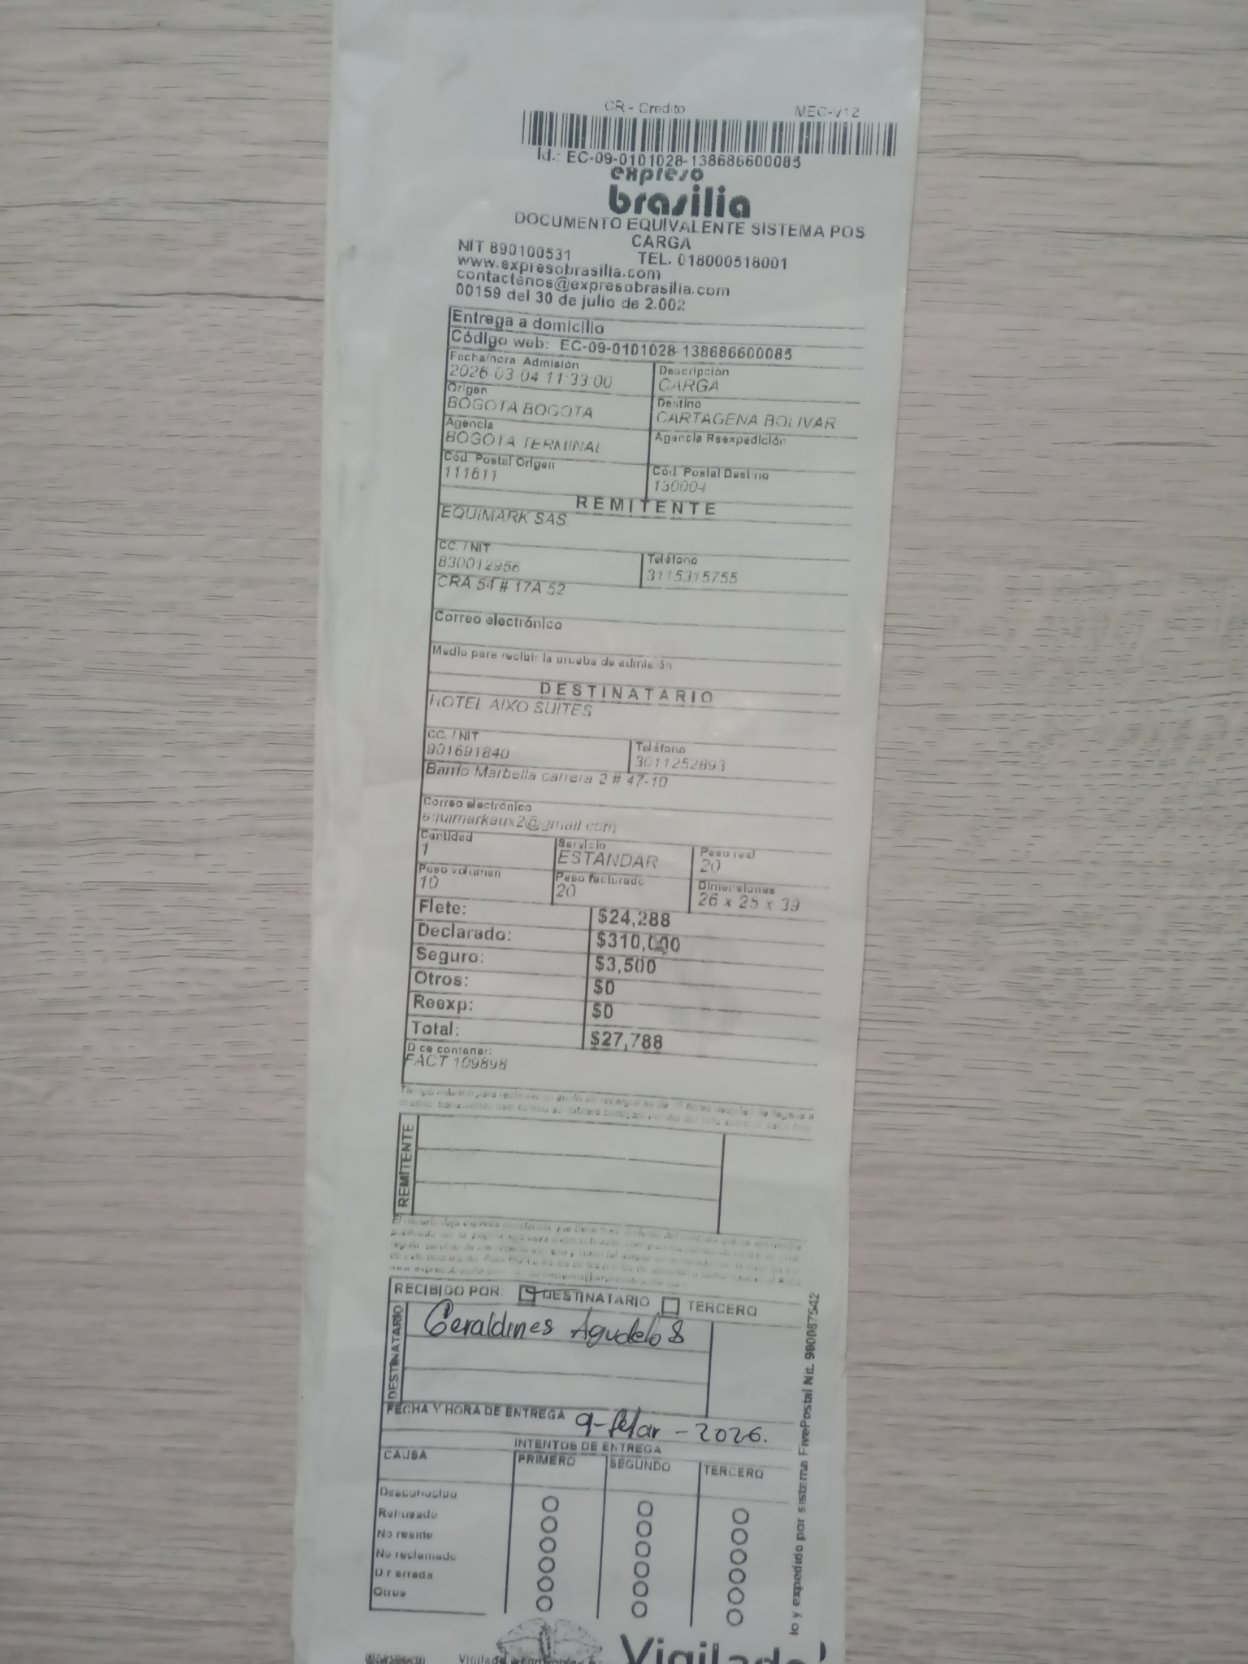 CR - Credito MEC-V12
Id.: EC-09-0101028-138686600085
expreso
brasilia
DOCUMENTO EQUIVALENTE SISTEMA POS
CARGA
NIT 890100531 TEL. 018000518001
www.expresobrasilia.com
contactenos@expresobrasilia.com
00159 del 30 de julio de 2.002
Entrega a domicilio
Código web: EC-09-0101028-138686600085
Fecha/hora Admisión Descripción
2026-03-04 11:33:00 CARGA
Origen Destino
BOGOTA BOGOTA CARTAGENA BOLIVAR
Agencia Agencia Reexpedición
BOGOTA TERMINAL
Cód. Postal Origen Cód. Postal Destino
111611 130004
REMITENTE
EQUIMARK SAS
CC. / NIT Teléfono
830012956 3115315755
CRA 54 # 17A 52
Correo electrónico
Medio para recibir la prueba de admisión
DESTINATARIO
HOTEL AIXO SUITES
CC. / NIT Teléfono
901691840 3011252893
Barrio Marbella carrera 2 # 47-10
Correo electrónico
equimarkaux2@gmail.com
Cantidad Servicio Peso real
1 ESTANDAR 20
Peso volumen Peso facturado Dimensiones
10 20 26 x 25 x 39
Flete: $24,288
Declarado: $310,000
Seguro: $3,500
Otros: $0
Reexp: $0
Total: $27,788
Dice contener:
FACT 109898
REMITENTE
RECIBIDO POR: DESTINATARIO TERCERO
DESTINATARIO
Geraldines Agudelo S
FECHA Y HORA DE ENTREGA 9-Mar-2026.
INTENTOS DE ENTREGA
CAUSA PRIMERO SEGUNDO TERCERO
Desconocido
Rehusado
No reside
No reclamado
Dir errada
Otros
lo y expedido por sistema FivePostal Nit. 900087542
Vigilado